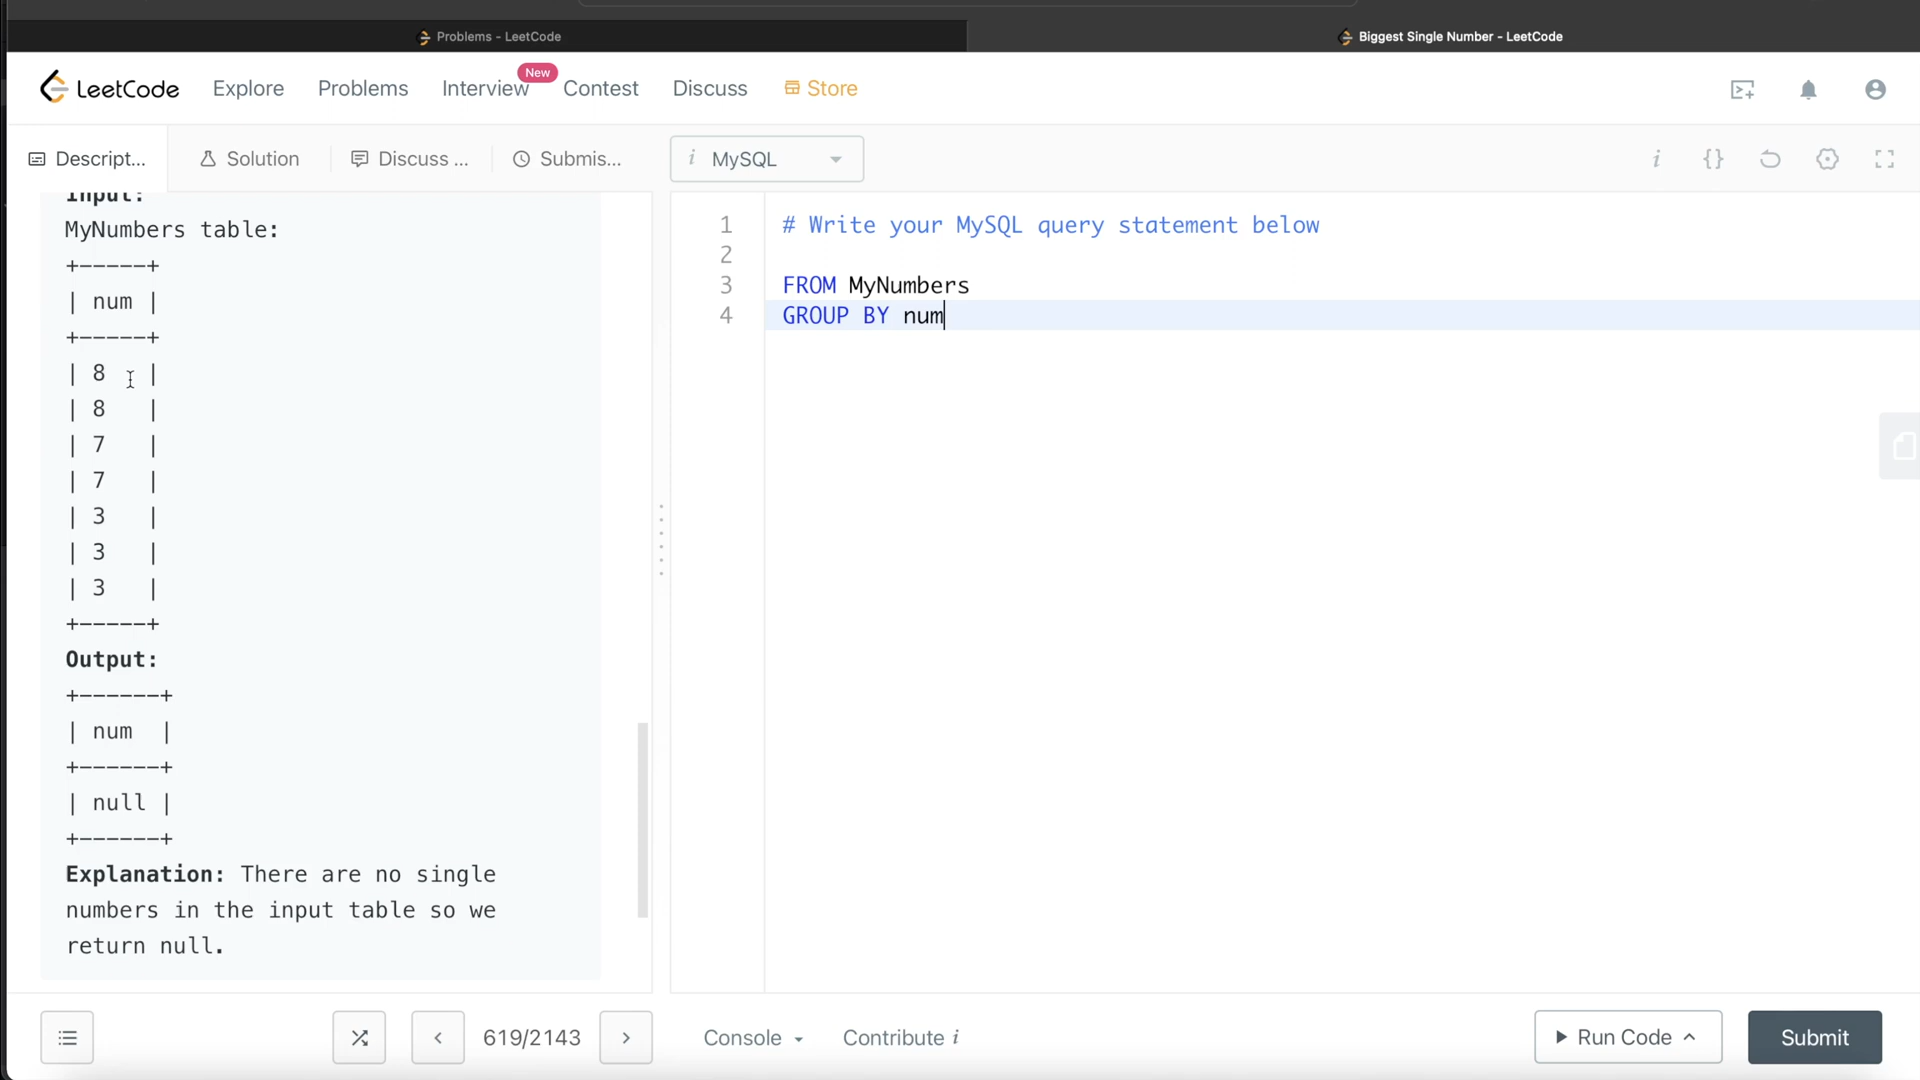 Problems - LeetCode
Biggest Single Number - LeetCode
LeetCode
Explore
Problems
Interview
New
Contest
Discuss
Store
Descript...
Solution
Discuss ...
Submis...
i MySQL
i {}
Input:
MyNumbers table:
+-----+
| num |
+-----+
| 8   |
| 8   |
| 7   |
| 7   |
| 3   |
| 3   |
| 3   |
+-----+
Output:
+------+
| num  |
+------+
| null |
+------+
Explanation: There are no single
numbers in the input table so we
return null.
1 # Write your MySQL query statement below
2
3 FROM MyNumbers
4 GROUP BY num
619/2143
Console
Contribute i
Run Code
Submit